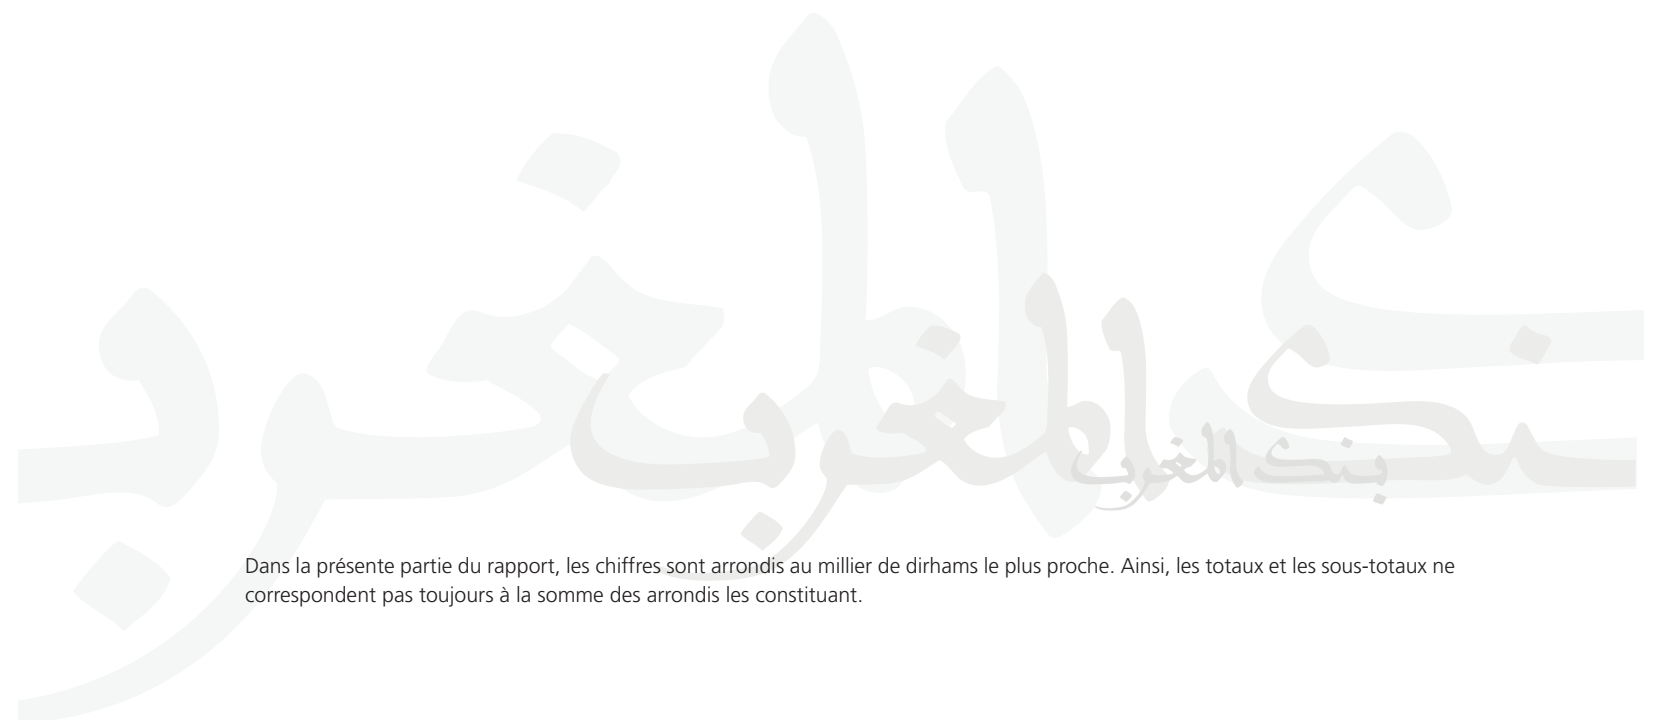 بنك المغرب
Dans la présente partie du rapport, les chiffres sont arrondis au millier de dirhams le plus proche. Ainsi, les totaux et les sous-totaux ne
correspondent pas toujours à la somme des arrondis les constituant.